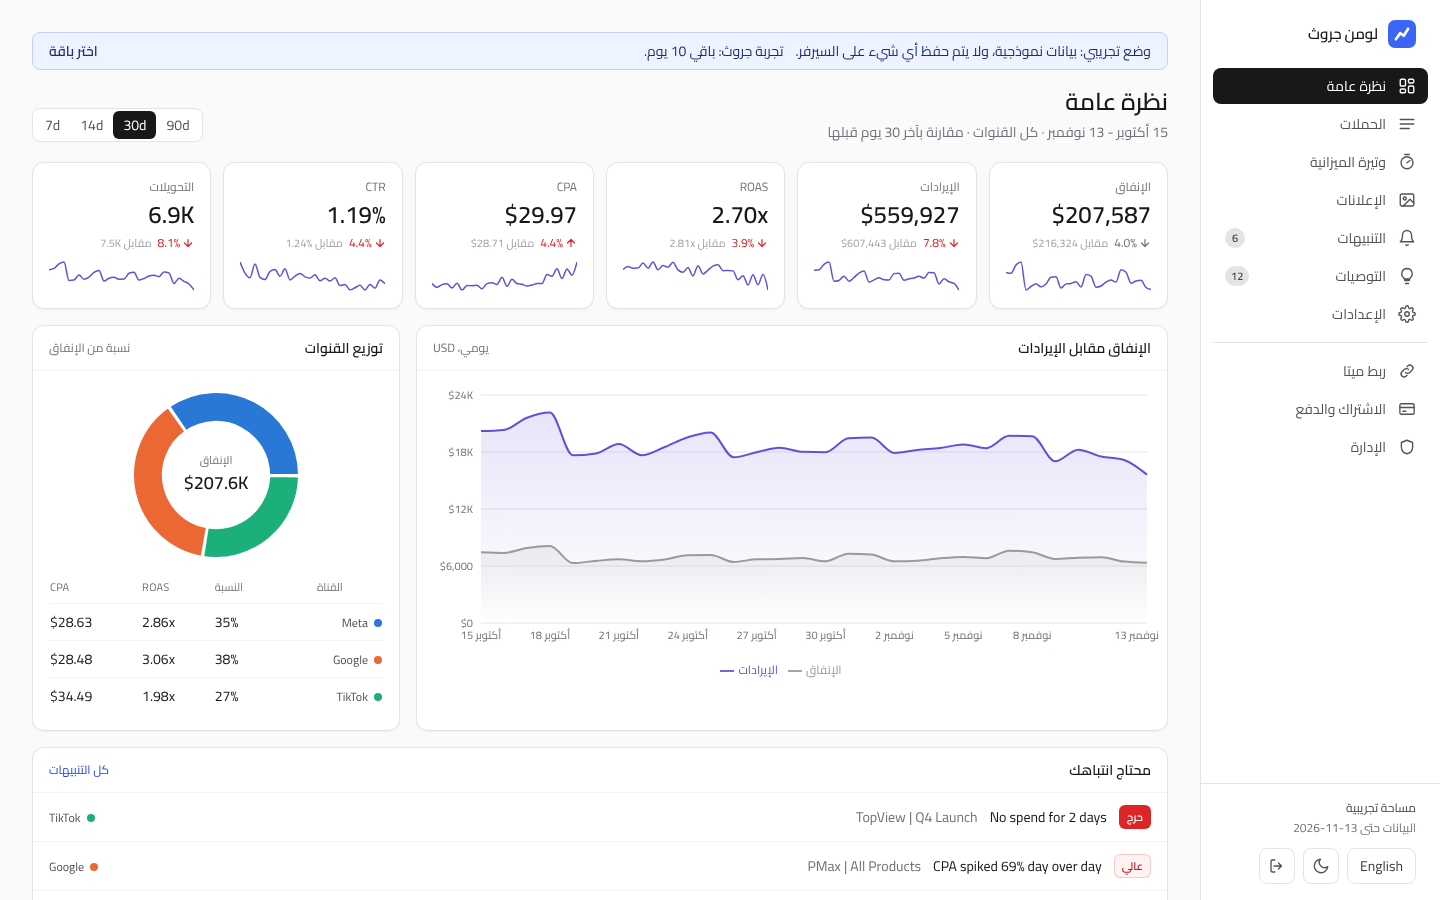 لومن جروث
نظرة عامة
الحملات
وتيرة الميزانية
الإعلانات
التنبيهات 6
التوصيات 12
الإعدادات
ربط ميتا
الاشتراك والدفع
الإدارة
مساحة تجريبية
البيانات حتى 13-11-2026
English
وضع تجريبي: بيانات نموذجية، ولا يتم حفظ أي شيء على السيرفر. تجربة جروث: باقي 10 يوم.
اختر باقة
نظرة عامة
15 أكتوبر - 13 نوفمبر · كل القنوات · مقارنة بآخر 30 يوم قبلها
7d 14d 30d 90d
الإنفاق
$207,587
4.0% مقابل $216,324
الإيرادات
$559,927
7.8% مقابل $607,443
ROAS
2.70x
3.9% مقابل 2.81x
CPA
$29.97
4.4% مقابل $28.71
CTR
1.19%
4.4% مقابل 1.24%
التحويلات
6.9K
8.1% مقابل 7.5K
الإنفاق مقابل الإيرادات
يومي، USD
$24K
$18K
$12K
$6,000
$0
15 أكتوبر
18 أكتوبر
21 أكتوبر
24 أكتوبر
27 أكتوبر
30 أكتوبر
2 نوفمبر
5 نوفمبر
8 نوفمبر
13 نوفمبر
الإيرادات
الإنفاق
توزيع القنوات
نسبة من الإنفاق
الإنفاق
$207.6K
القناة النسبة ROAS CPA
Meta 35% 2.86x $28.63
Google 38% 3.06x $28.48
TikTok 27% 1.98x $34.49
محتاج انتباهك
كل التنبيهات
حرج No spend for 2 days TopView | Q4 Launch TikTok
عالي CPA spiked 69% day over day PMax | All Products Google